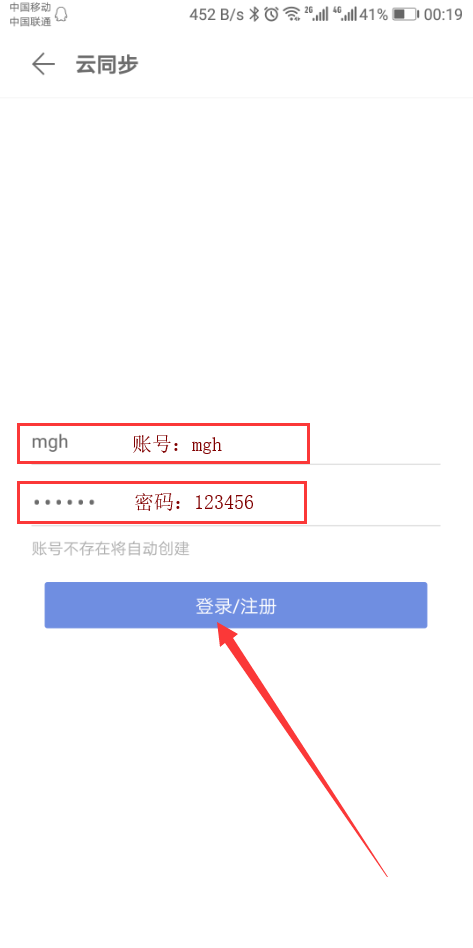 中国移动
中国联通
452 B/s 2G 4G 41% 00:19
云同步
mgh 账号：mgh
•••••• 密码：123456
账号不存在将自动创建
登录/注册